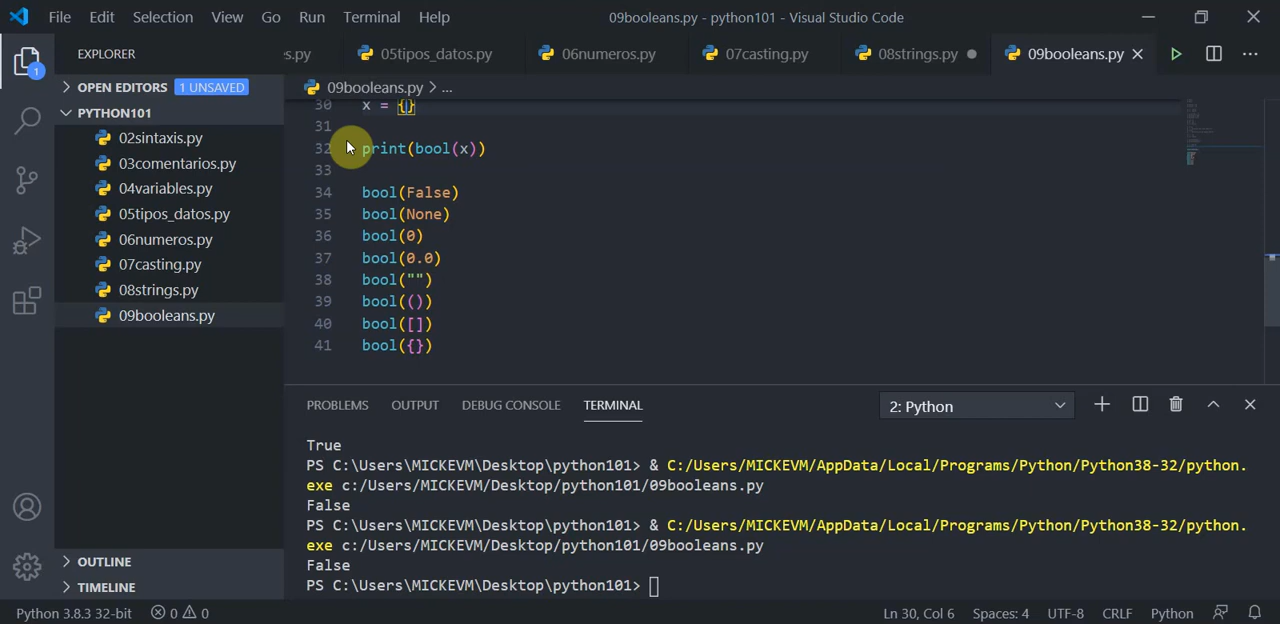 File Edit Selection View Go Run Terminal Help 09booleans.py - python101 - Visual Studio Code
EXPLORER
es.py 05tipos_datos.py 06numeros.py 07casting.py 08strings.py 09booleans.py
OPEN EDITORS 1 UNSAVED
PYTHON101
02sintaxis.py
03comentarios.py
04variables.py
05tipos_datos.py
06numeros.py
07casting.py
08strings.py
09booleans.py
OUTLINE
TIMELINE
1
09booleans.py > ...
30 x = {}
31
32 print(bool(x))
33
34 bool(False)
35 bool(None)
36 bool(0)
37 bool(0.0)
38 bool("")
39 bool(())
40 bool([])
41 bool({})
PROBLEMS OUTPUT DEBUG CONSOLE TERMINAL 2: Python
True
PS C:\Users\MICKEVM\Desktop\python101> & C:/Users/MICKEVM/AppData/Local/Programs/Python/Python38-32/python.
exe c:/Users/MICKEVM/Desktop/python101/09booleans.py
False
PS C:\Users\MICKEVM\Desktop\python101> & C:/Users/MICKEVM/AppData/Local/Programs/Python/Python38-32/python.
exe c:/Users/MICKEVM/Desktop/python101/09booleans.py
False
PS C:\Users\MICKEVM\Desktop\python101>
Python 3.8.3 32-bit 0 0 Ln 30, Col 6 Spaces: 4 UTF-8 CRLF Python